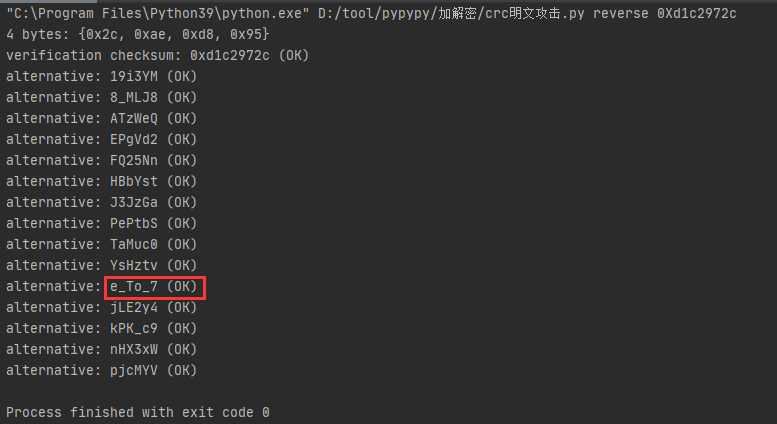 "C:\Program Files\Python39\python.exe" D:/tool/pypypy/加解密/crc明文攻击.py reverse 0Xd1c2972c
4 bytes: {0x2c, 0xae, 0xd8, 0x95}
verification checksum: 0xd1c2972c (OK)
alternative: 19i3YM (OK)
alternative: 8_MLJ8 (OK)
alternative: ATzWeQ (OK)
alternative: EPgVd2 (OK)
alternative: FQ25Nn (OK)
alternative: HBbYst (OK)
alternative: J3JzGa (OK)
alternative: PePtbS (OK)
alternative: TaMuc0 (OK)
alternative: YsHztv (OK)
alternative: e_To_7 (OK)
alternative: jLE2y4 (OK)
alternative: kPK_c9 (OK)
alternative: nHX3xW (OK)
alternative: pjcMYV (OK)
Process finished with exit code 0